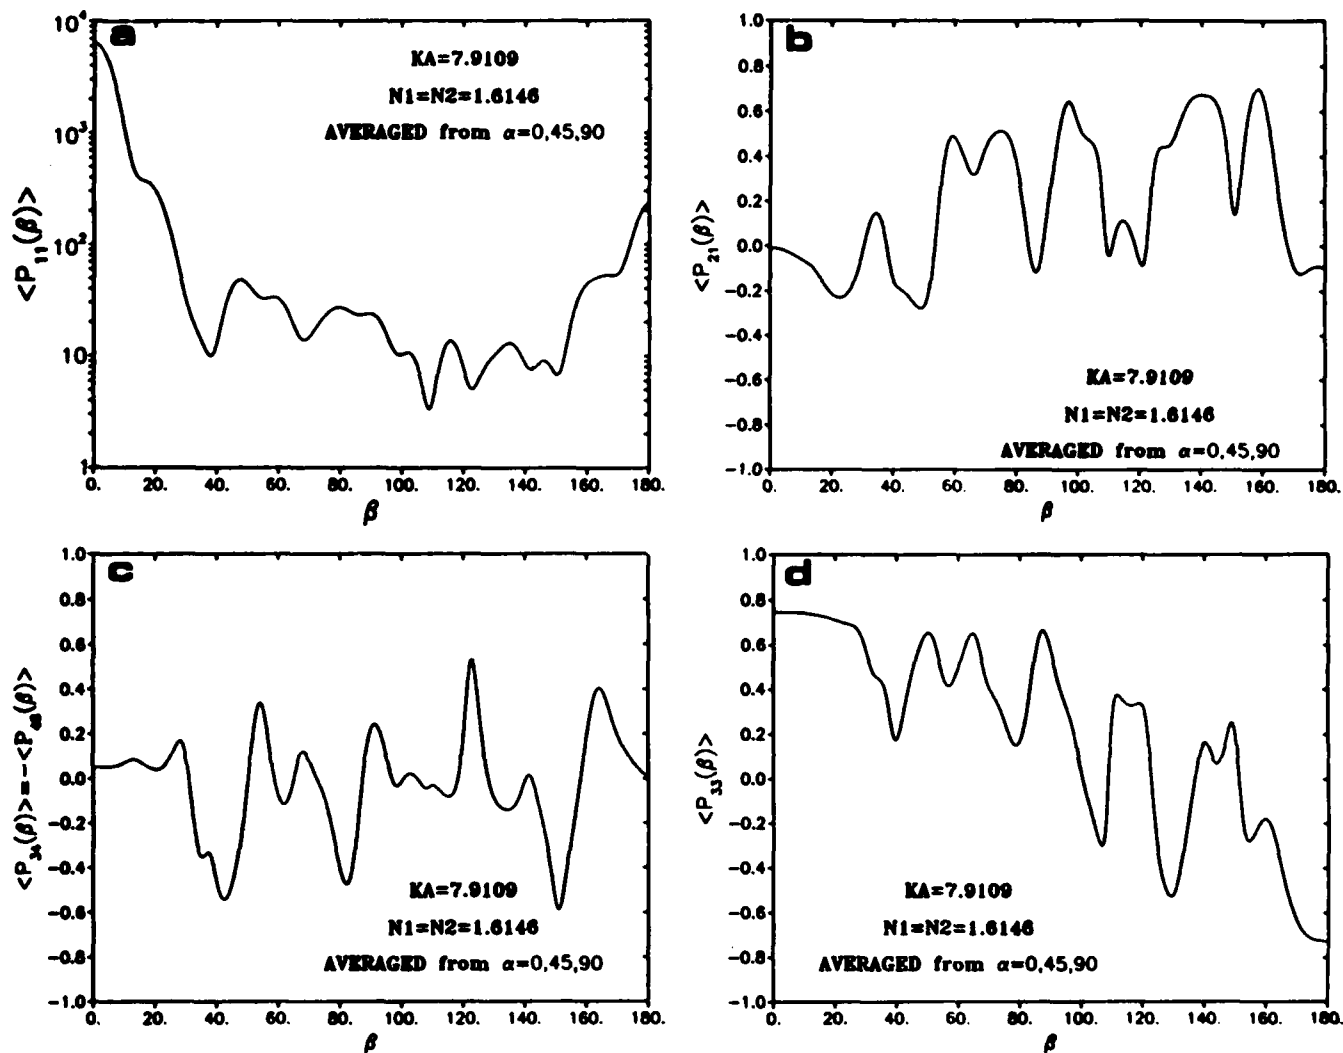 a
KA=7.9109
N1=N2=1.6146
AVERAGED from α=0,45,90
10⁴
10³
10²
10
1
<P₁₁(β)>
0. 20. 40. 60. 80. 100. 120. 140. 160. 180.
β
b
1.0
0.8
0.6
0.4
0.2
0.0
−0.2
−0.4
−0.6
−0.8
−1.0
<P₂₁(β)>
KA=7.9109
N1=N2=1.6146
AVERAGED from α=0,45,90
0. 20. 40. 60. 80. 100. 120. 140. 160. 180.
β
c
1.0
0.8
0.6
0.4
0.2
0.0
−0.2
−0.4
−0.6
−0.8
−1.0
<P₃₄(β)>=−<P₄₃(β)>
KA=7.9109
N1=N2=1.6146
AVERAGED from α=0,45,90
0. 20. 40. 60. 80. 100. 120. 140. 160. 180.
β
d
1.0
0.8
0.6
0.4
0.2
0.0
−0.2
−0.4
−0.6
−0.8
−1.0
<P₃₃(β)>
KA=7.9109
N1=N2=1.6146
AVERAGED from α=0,45,90
0. 20. 40. 60. 80. 100. 120. 140. 160. 180.
β